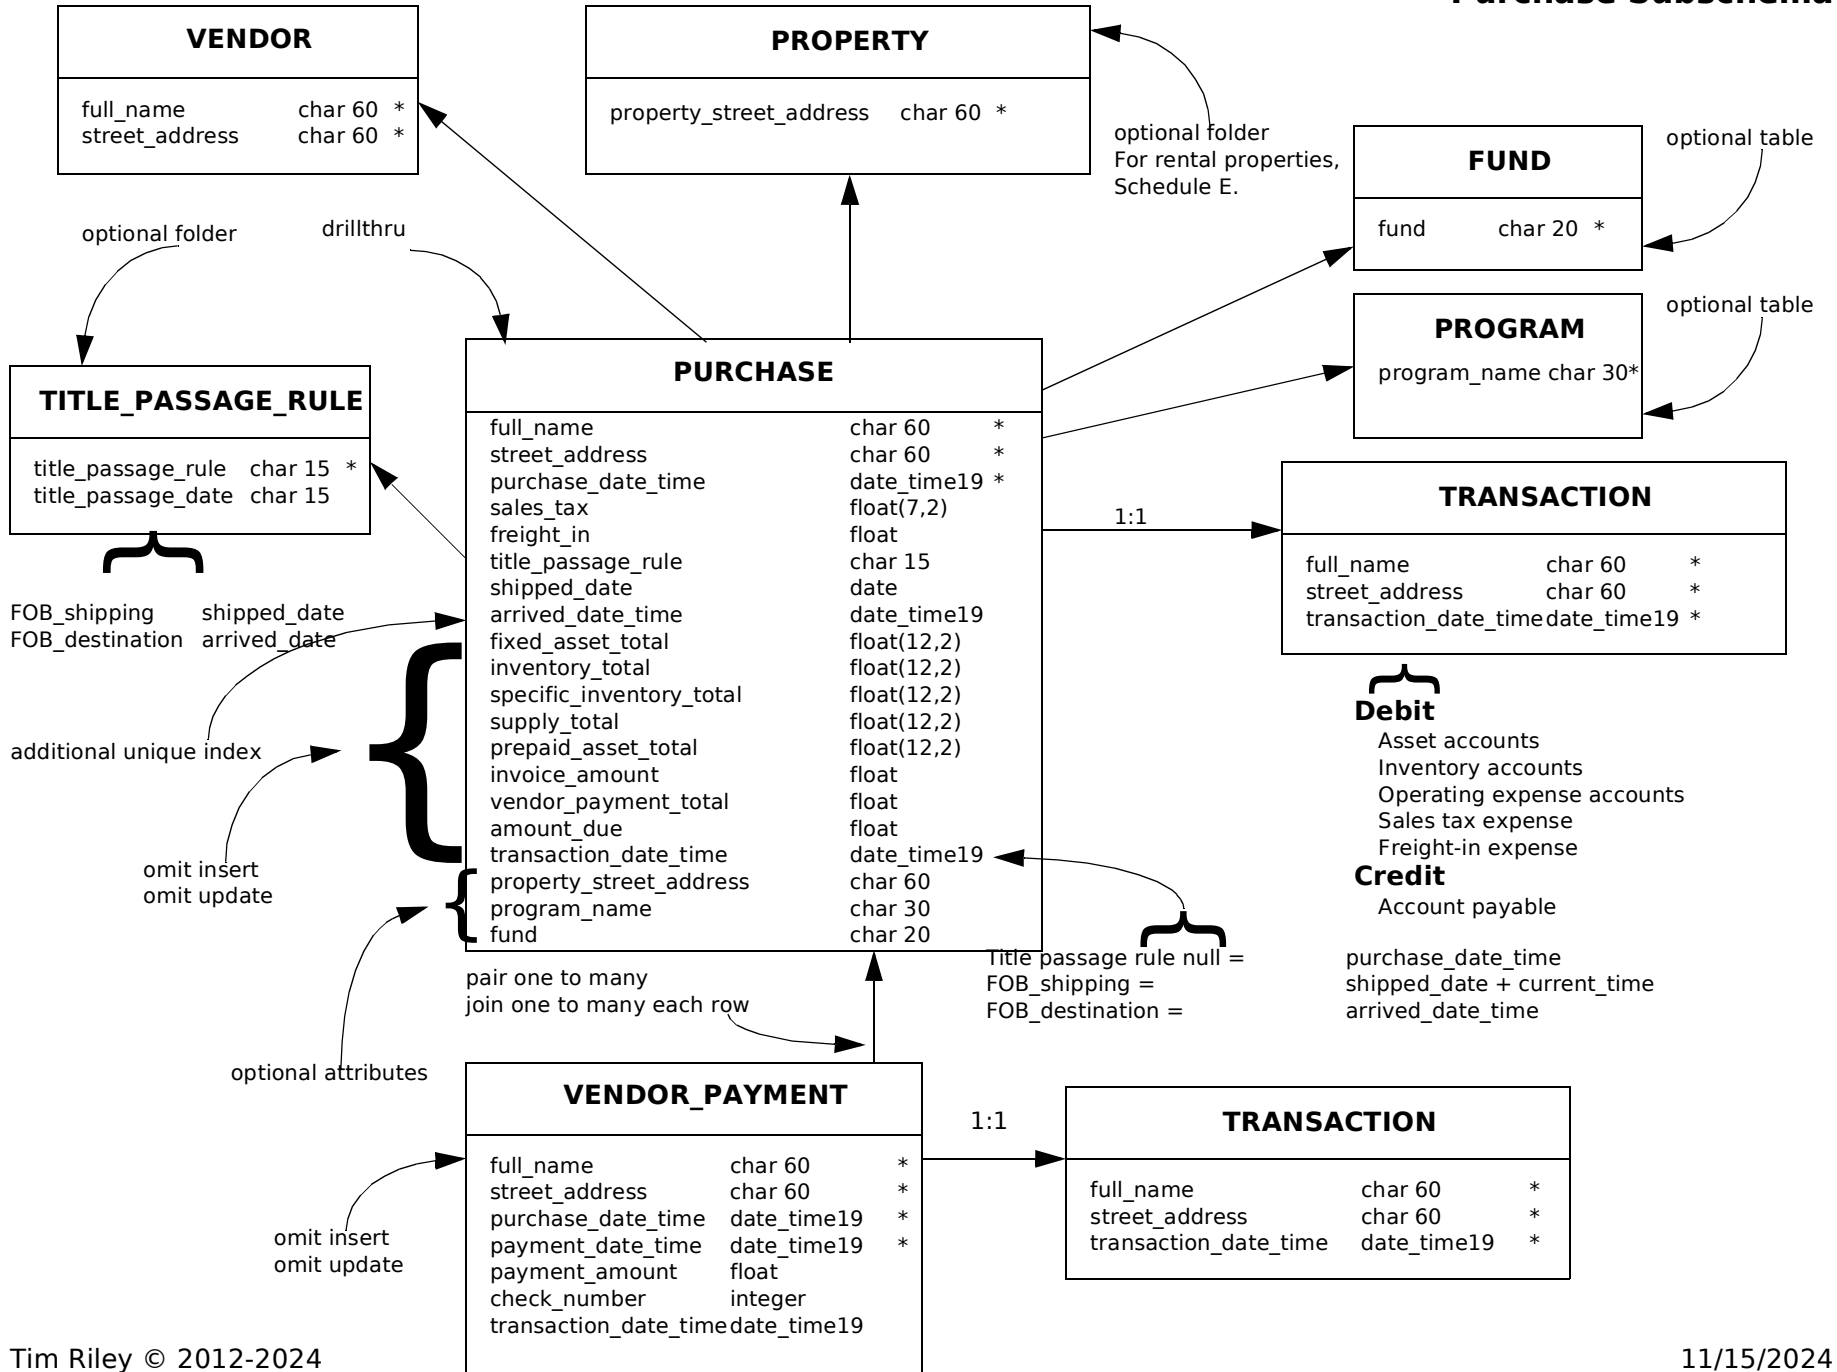 Purchase Subschema
VENDOR
full_name char 60 *
street_address char 60 *
PROPERTY
property_street_address char 60 *
optional folder
For rental properties,
Schedule E.
FUND
fund char 20 *
optional table
PROGRAM
program_name char 30*
optional table
optional folder
drillthru
TITLE_PASSAGE_RULE
title_passage_rule char 15 *
title_passage_date char 15
FOB_shipping shipped_date
FOB_destination arrived_date
additional unique index
omit insert
omit update
optional attributes
PURCHASE
full_name char 60 *
street_address char 60 *
purchase_date_time date_time19 *
sales_tax float(7,2)
freight_in float
title_passage_rule char 15
shipped_date date
arrived_date_time date_time19
fixed_asset_total float(12,2)
inventory_total float(12,2)
specific_inventory_total float(12,2)
supply_total float(12,2)
prepaid_asset_total float(12,2)
invoice_amount float
vendor_payment_total float
amount_due float
transaction_date_time date_time19
property_street_address char 60
program_name char 30
fund char 20
1:1
TRANSACTION
full_name char 60 *
street_address char 60 *
transaction_date_time date_time19 *
Debit
Asset accounts
Inventory accounts
Operating expense accounts
Sales tax expense
Freight-in expense
Credit
Account payable
Title passage rule null = purchase_date_time
FOB_shipping = shipped_date + current_time
FOB_destination = arrived_date_time
pair one to many
join one to many each row
VENDOR_PAYMENT
full_name char 60 *
street_address char 60 *
purchase_date_time date_time19 *
payment_date_time date_time19 *
payment_amount float
check_number integer
transaction_date_time date_time19
omit insert
omit update
1:1
TRANSACTION
full_name char 60 *
street_address char 60 *
transaction_date_time date_time19 *
Tim Riley © 2012-2024
11/15/2024